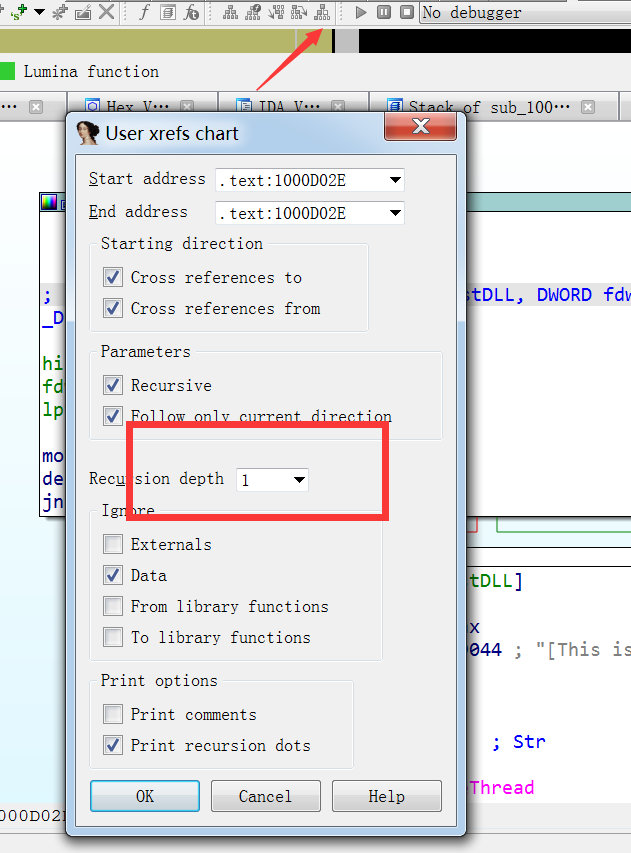 No debugger
Lumina function
Hex V···
IDA V···
Stack of sub_100···
User xrefs chart
Start address .text:1000D02E
End address .text:1000D02E
Starting direction
Cross references to
; stDLL, DWORD fdw
Cross references from
_D
Parameters
hi
Recursive
fd
Follow only current direction
lp
mo
Recursion depth 1
de
jn
Ignore
Externals
Data
tDLL]
From library functions
x
To library functions
044 ; "[This is
Print options
Print comments
Print recursion dots
; Str
OK Cancel Help
Thread
000D02E